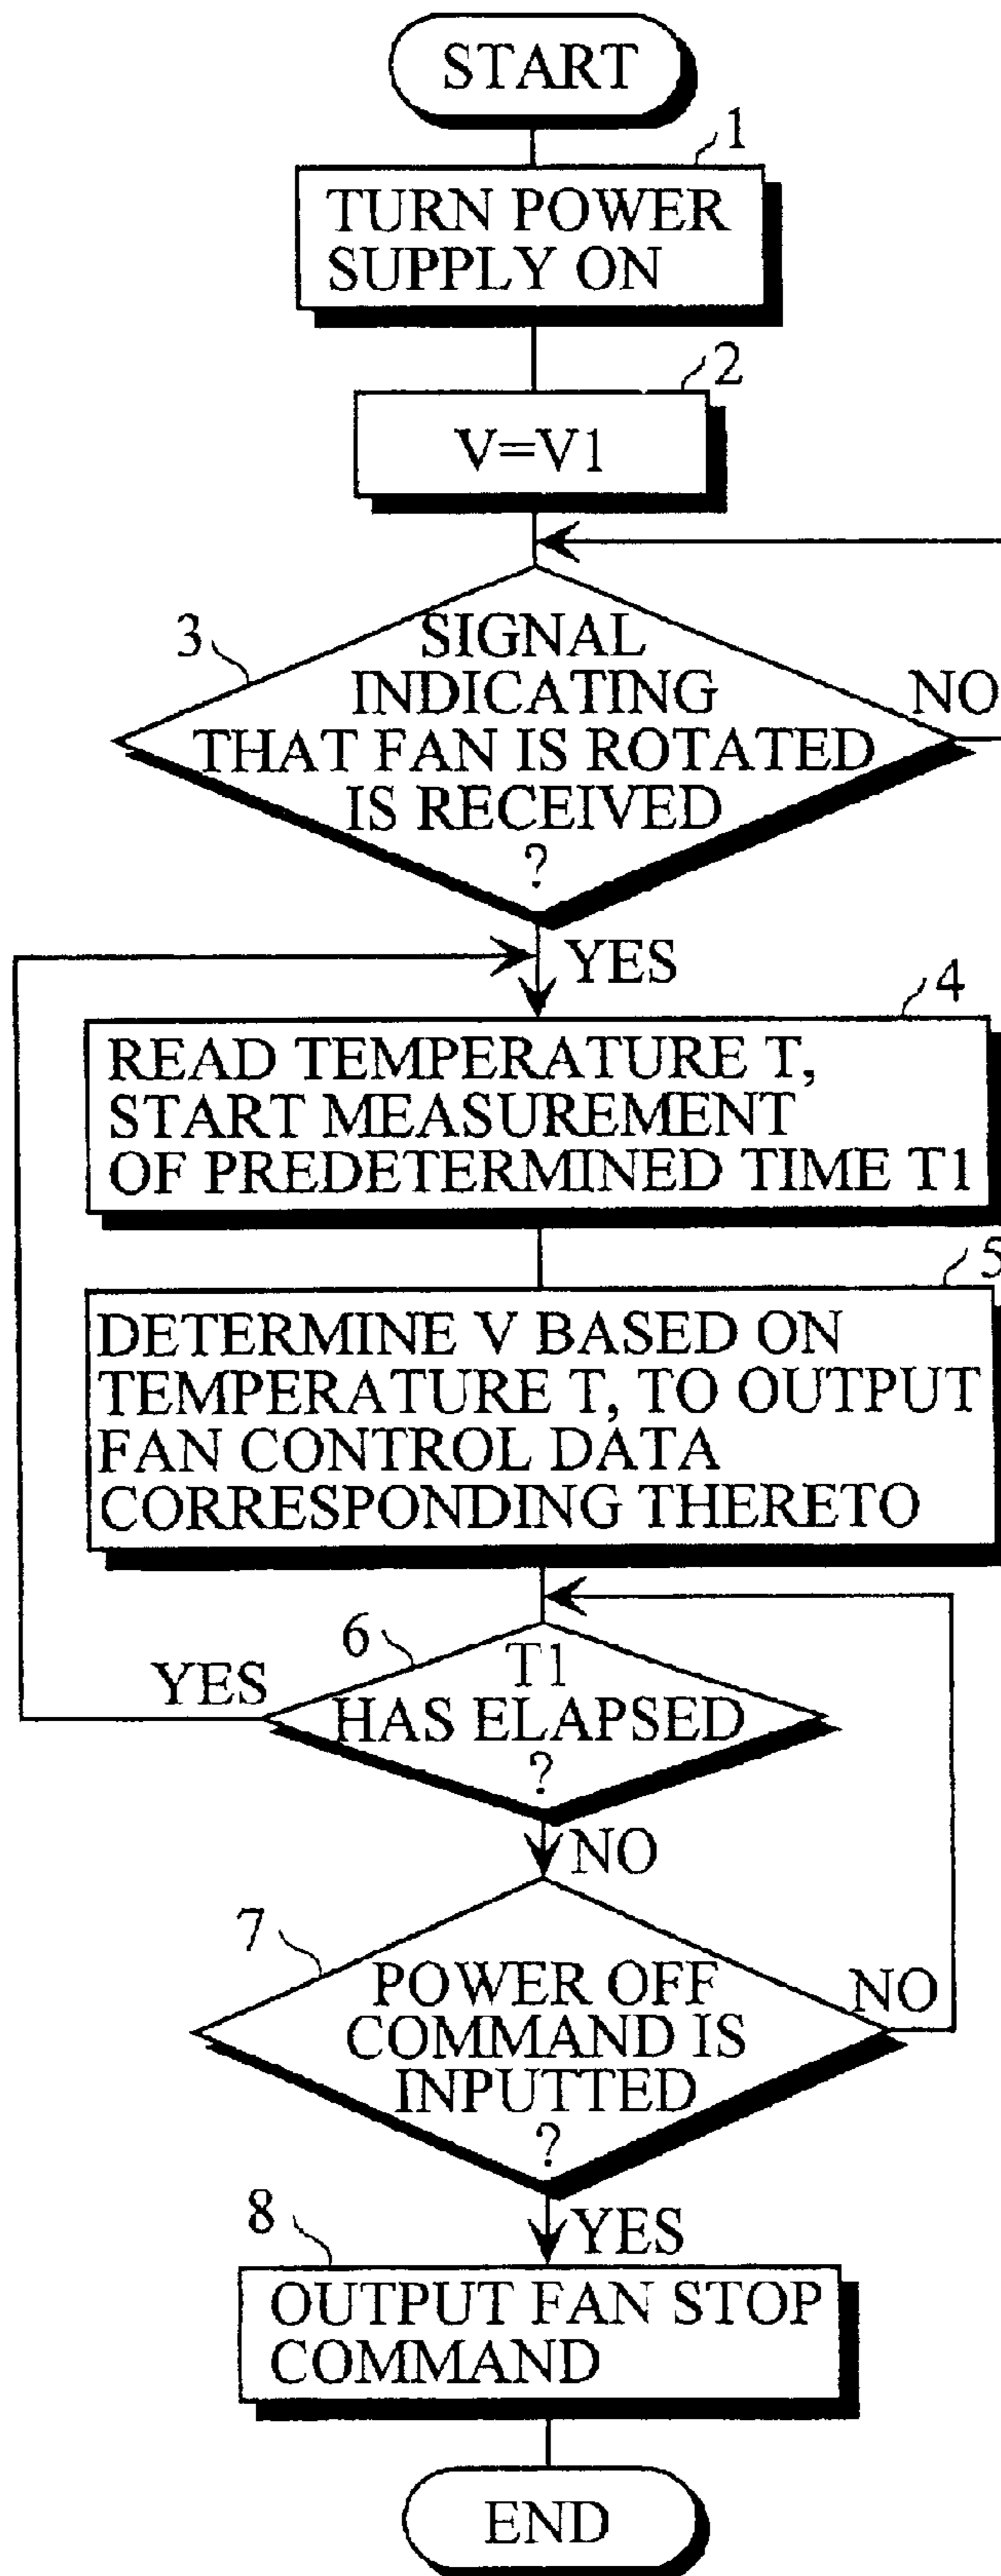 START
1
TURN POWER
SUPPLY ON
2
V=V1
3
SIGNAL
INDICATING
THAT FAN IS ROTATED
IS RECEIVED
?
NO
YES
4
READ TEMPERATURE T,
START MEASUREMENT
OF PREDETERMINED TIME T1
5
DETERMINE V BASED ON
TEMPERATURE T, TO OUTPUT
FAN CONTROL DATA
CORRESPONDING THERETO
6
YES
T1
HAS ELAPSED
?
NO
7
POWER OFF
COMMAND IS
INPUTTED
?
NO
YES
8
OUTPUT FAN STOP
COMMAND
END